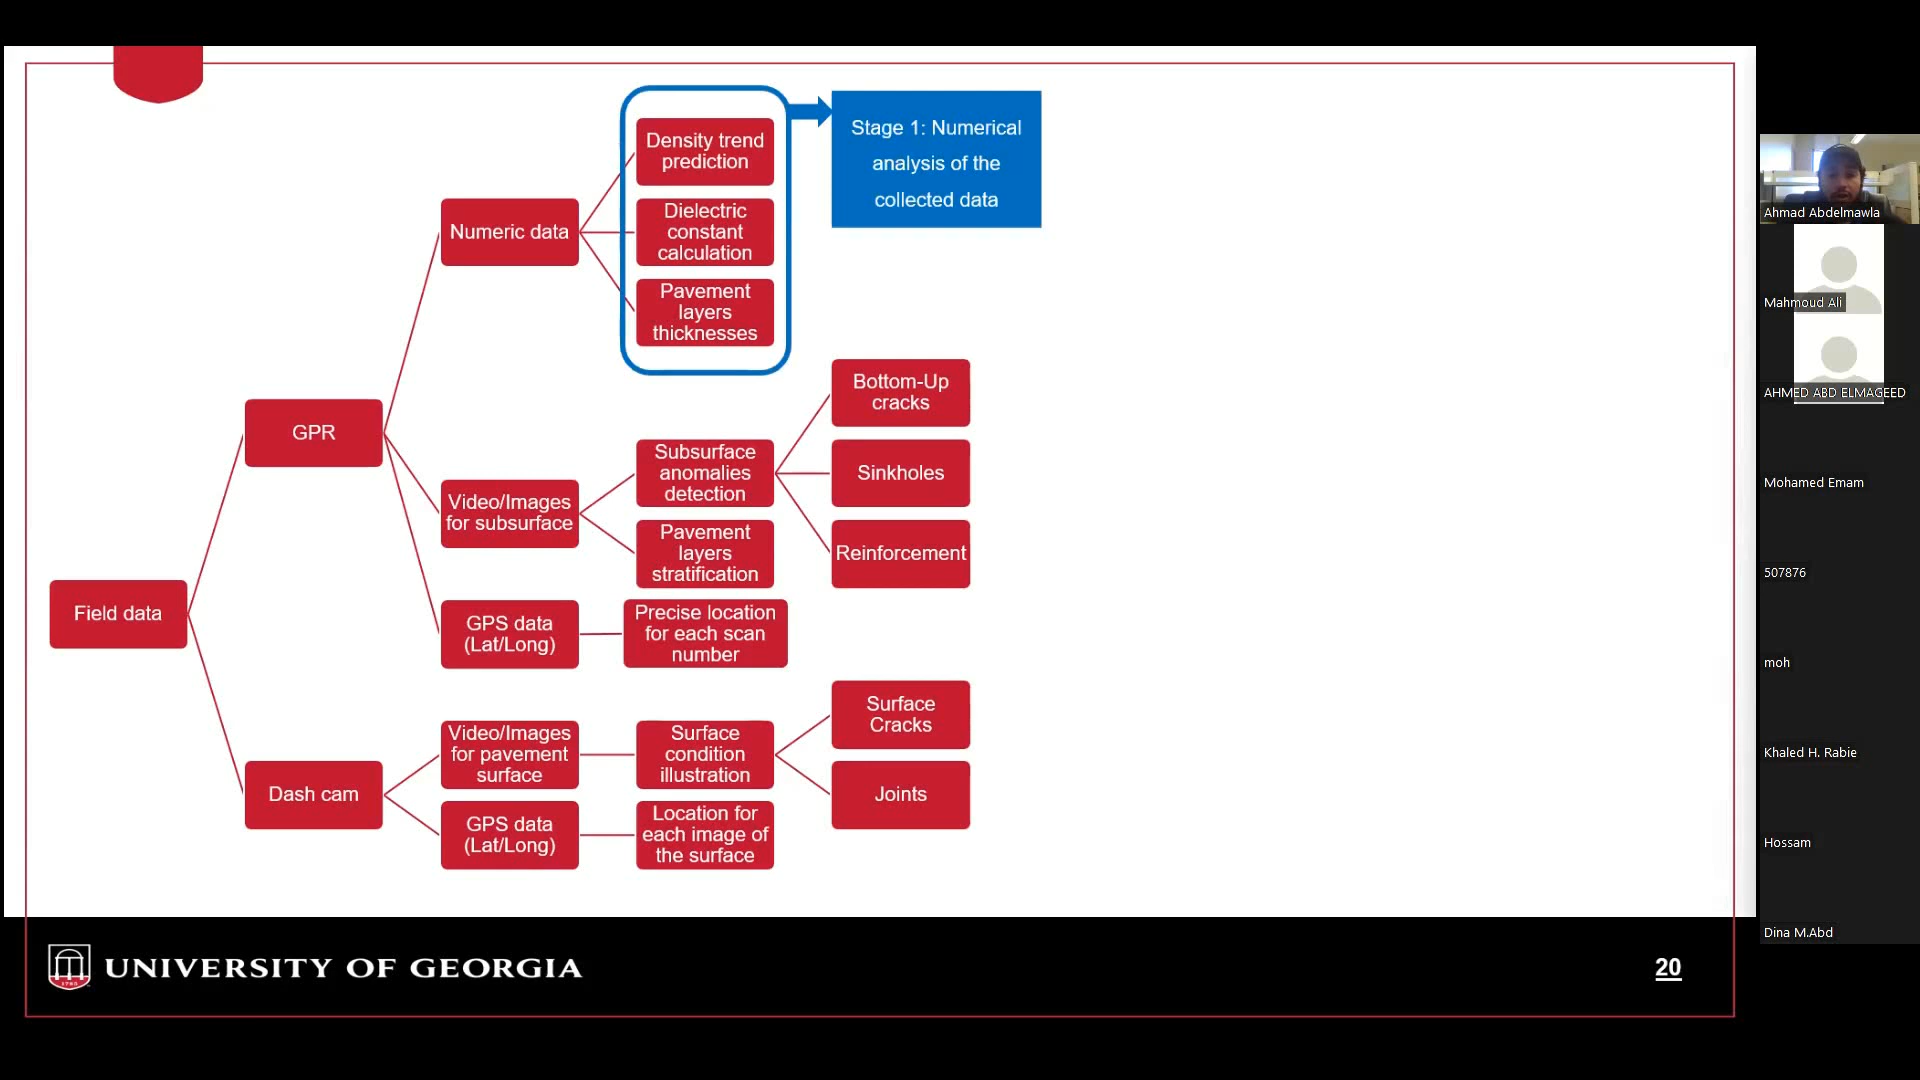 Density trend
prediction
Dielectric
constant
calculation
Pavement
layers
thicknesses
Stage 1: Numerical
analysis of the
collected data
Numeric data
GPR
Video/Images
for subsurface
Subsurface
anomalies
detection
Pavement
layers
stratification
Bottom-Up
cracks
Sinkholes
Reinforcement
Field data
GPS data
(Lat/Long)
Precise location
for each scan
number
Dash cam
Video/Images
for pavement
surface
Surface
condition
illustration
Surface
Cracks
Joints
GPS data
(Lat/Long)
Location for
each image of
the surface
1785
UNIVERSITY OF GEORGIA
20
Ahmad Abdelmawla
Mahmoud Ali
AHMED ABD ELMAGEED
Mohamed Emam
507876
moh
Khaled H. Rabie
Hossam
Dina M.Abd